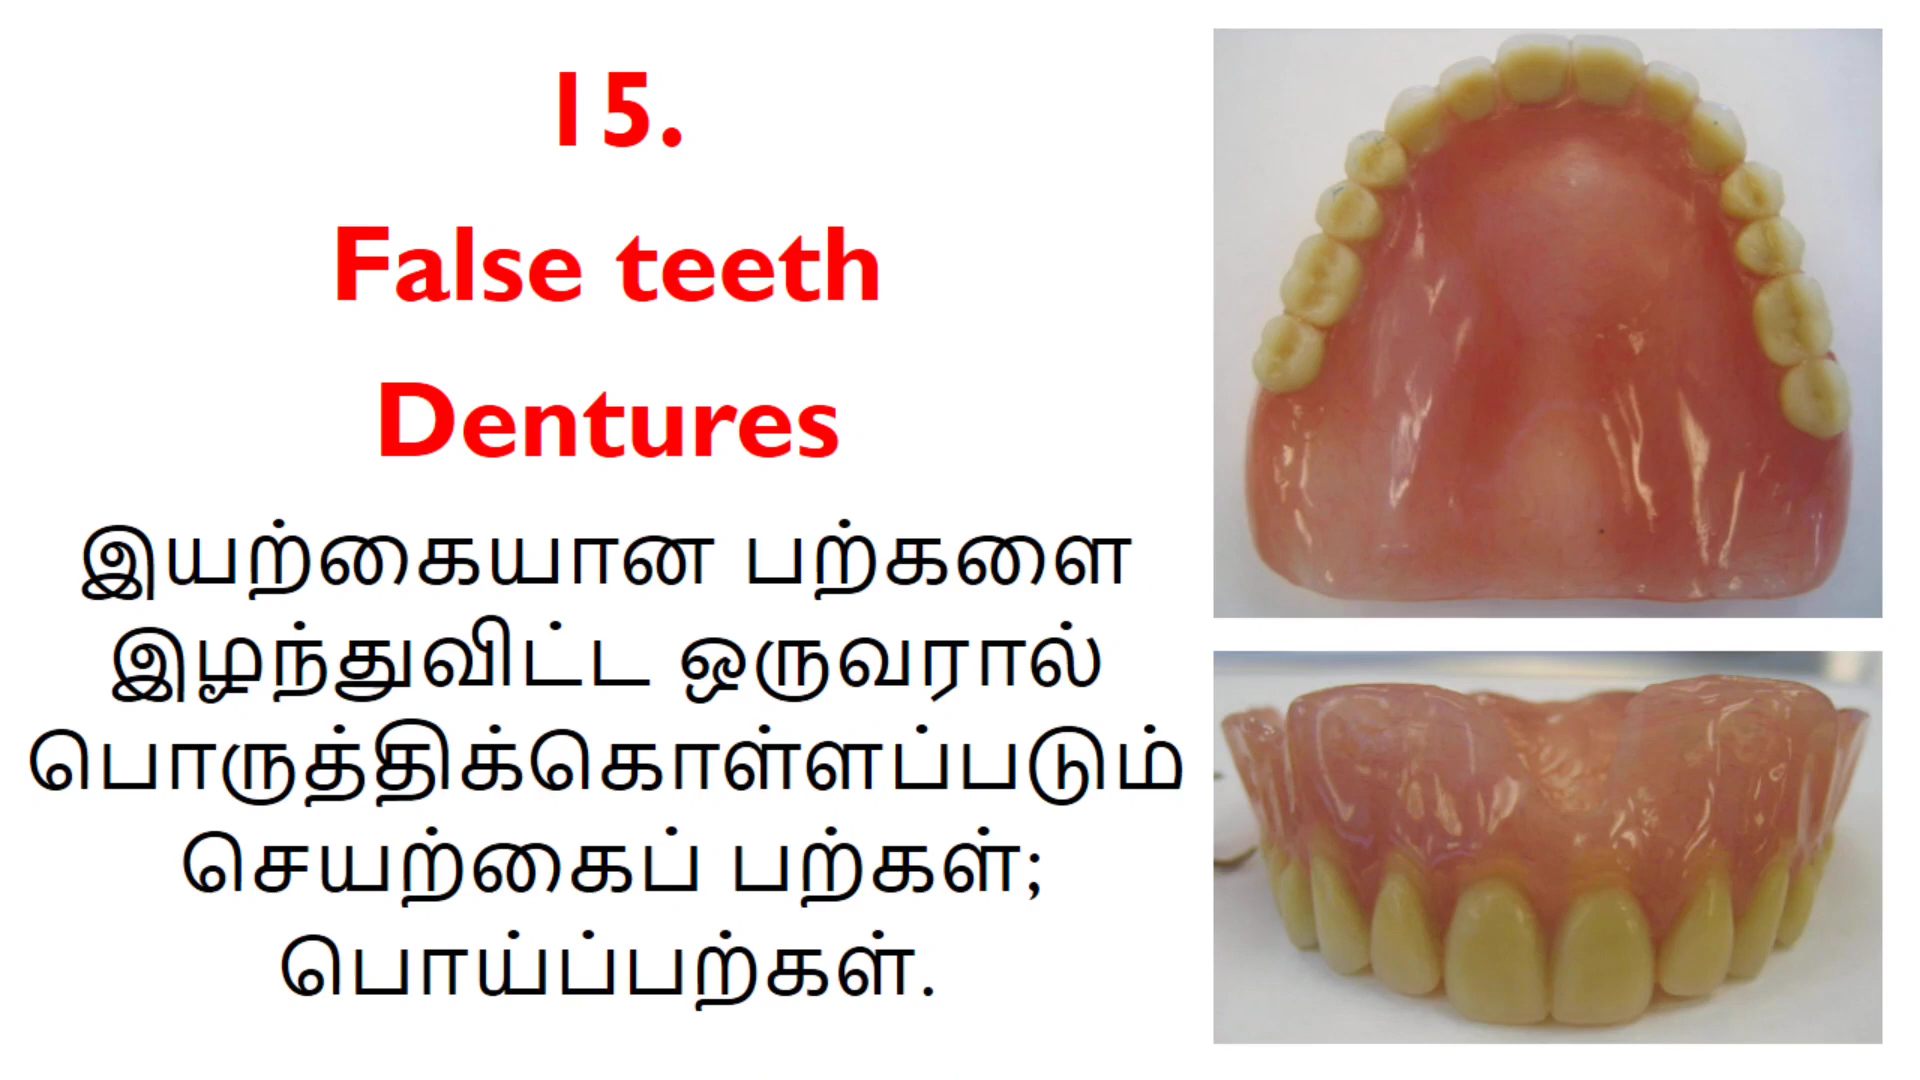 15.
False teeth
Dentures
இயற்கையான பற்களை
இழந்துவிட்ட ஒருவரால்
பொருத்திக்கொள்ளப்படும்
செயற்கைப் பற்கள்;
பொய்ப்பற்கள்.